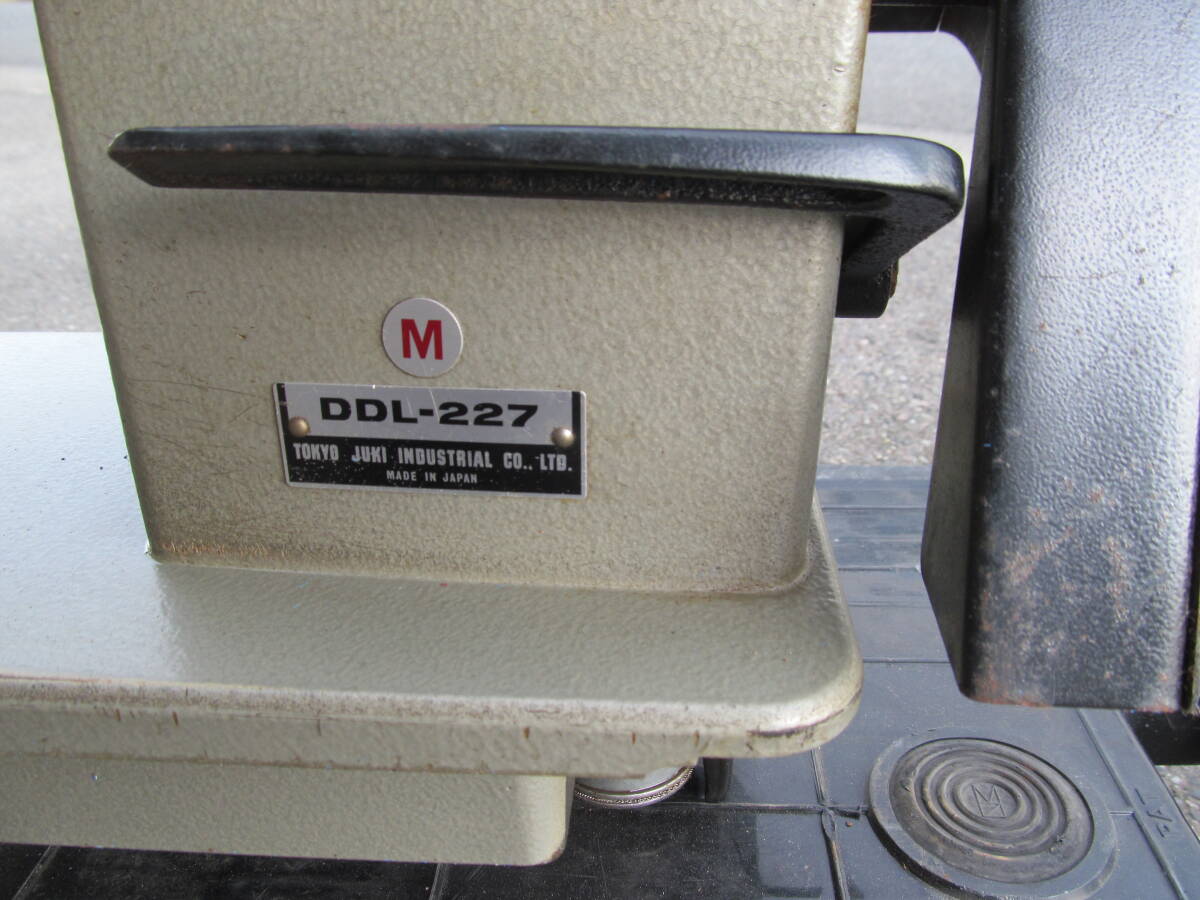 M
DDL-227
TOKYO JUKI INDUSTRIAL CO., LTD.
MADE IN JAPAN
M